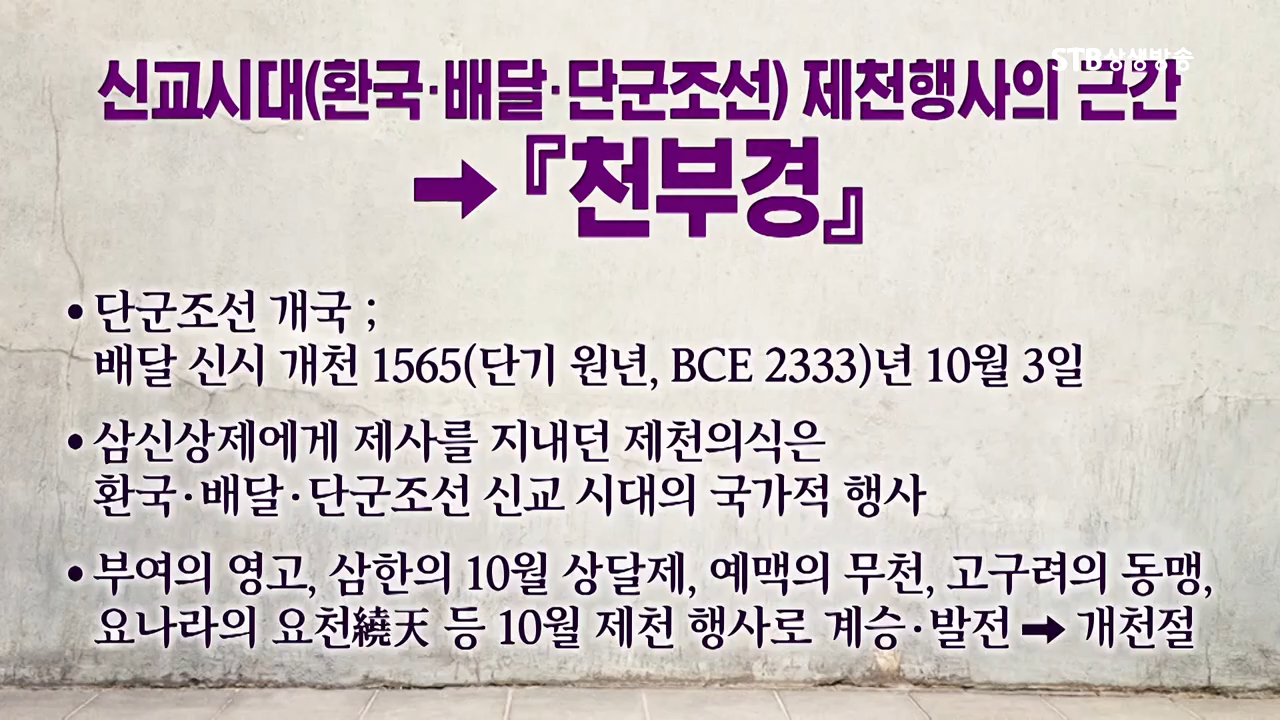 STB상생방송
신교시대(환국·배달·단군조선) 제천행사의 근간
➡『천부경』
• 단군조선 개국 ;
배달 신시 개천 1565(단기 원년, BCE 2333)년 10월 3일
• 삼신상제에게 제사를 지내던 제천의식은
환국·배달·단군조선 신교 시대의 국가적 행사
• 부여의 영고, 삼한의 10월 상달제, 예맥의 무천, 고구려의 동맹,
요나라의 요천繞天 등 10월 제천 행사로 계승·발전 ➡ 개천절